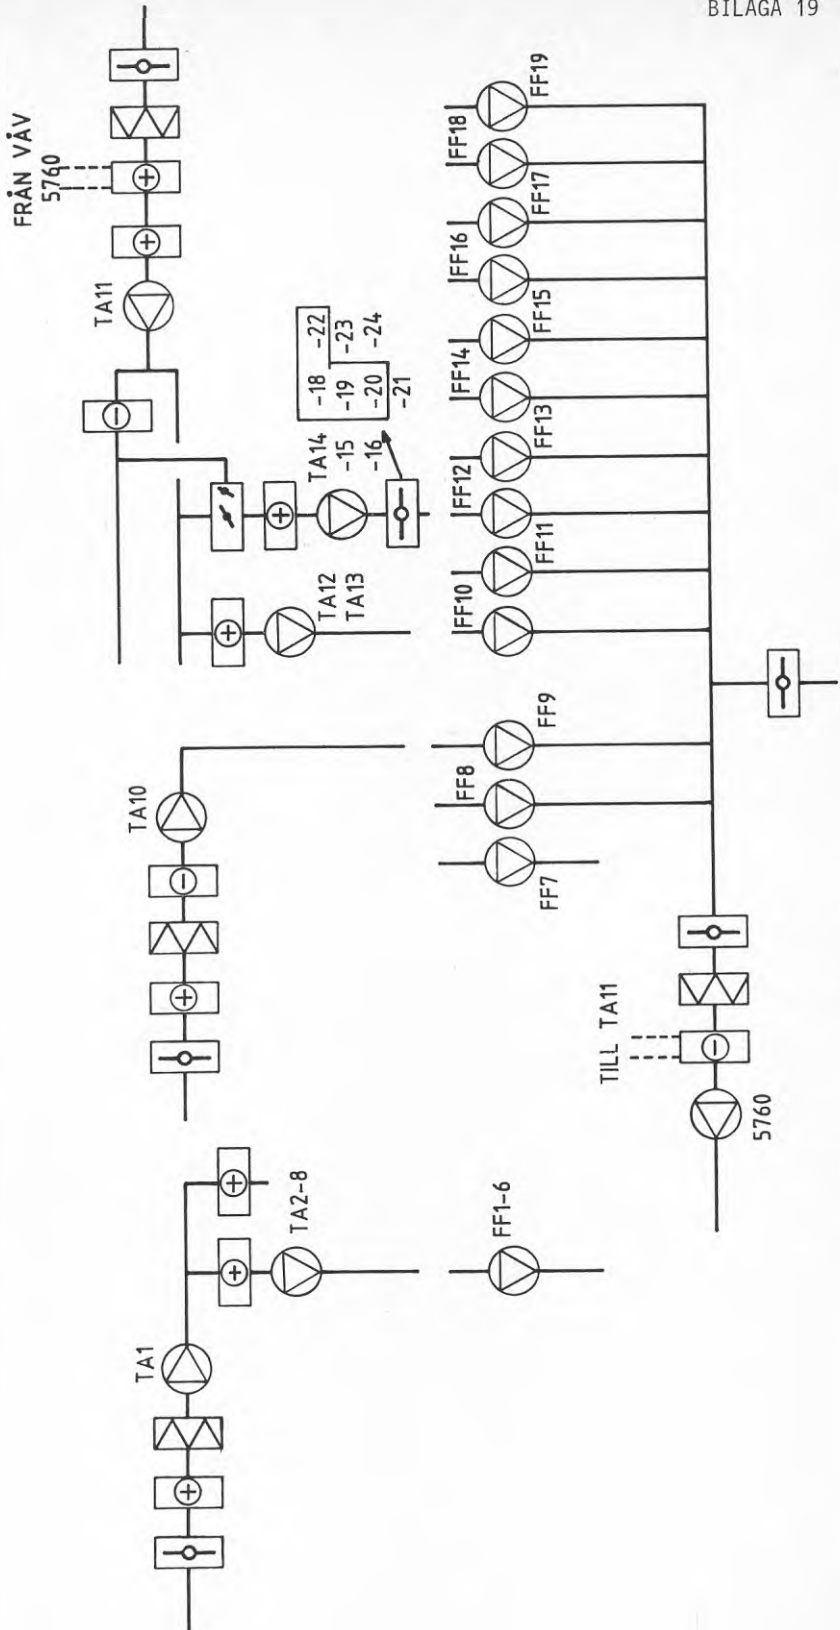 BILAGA 19
FRÅN VÅV
5760
TA11
TA10
TA1
TA2-8
TA12
TA13
TA14 -18 -22
-15 -19 -23
-16 -20 -24
-21
FF1-6
FF7
FF8
FF9
FF10
FF11
FF12
FF13
FF14
FF15
FF16
FF17
FF18
FF19
TILL TA11
5760